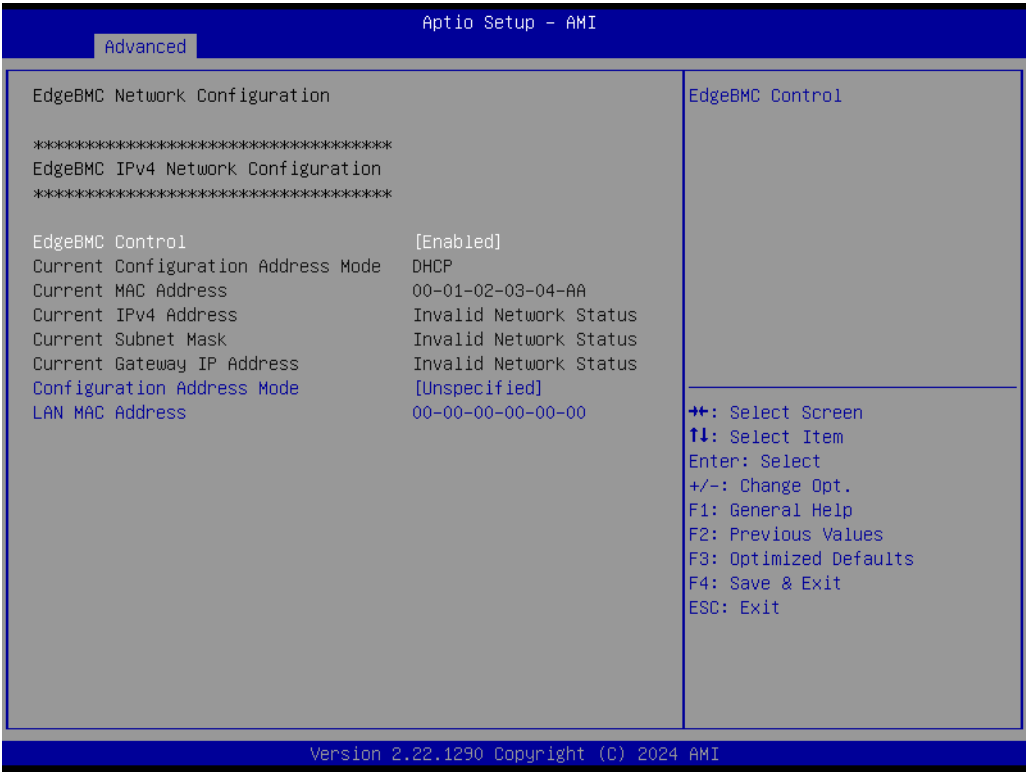 Aptio Setup - AMI
Advanced
EdgeBMC Network Configuration
***********************************
EdgeBMC IPv4 Network Configuration
***********************************
EdgeBMC Control [Enabled]
Current Configuration Address Mode DHCP
Current MAC Address 00-01-02-03-04-AA
Current IPv4 Address Invalid Network Status
Current Subnet Mask Invalid Network Status
Current Gateway IP Address Invalid Network Status
Configuration Address Mode [Unspecified]
LAN MAC Address 00-00-00-00-00-00
EdgeBMC Control
→←: Select Screen
↑↓: Select Item
Enter: Select
+/-: Change Opt.
F1: General Help
F2: Previous Values
F3: Optimized Defaults
F4: Save & Exit
ESC: Exit
Version 2.22.1290 Copyright (C) 2024 AMI